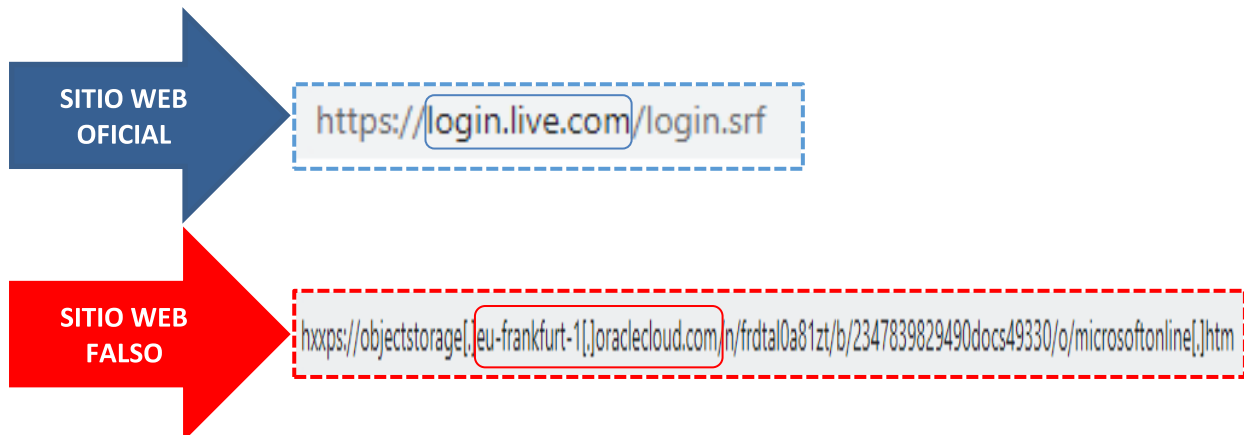 SITIO WEB
OFICIAL
https://login.live.com/login.srf
SITIO WEB
FALSO
hxxps://objectstorage[.]eu-frankfurt-1[.]oraclecloud.com/n/frdtal0a81zt/b/2347839829490docs49330/o/microsoftonline[.]htm